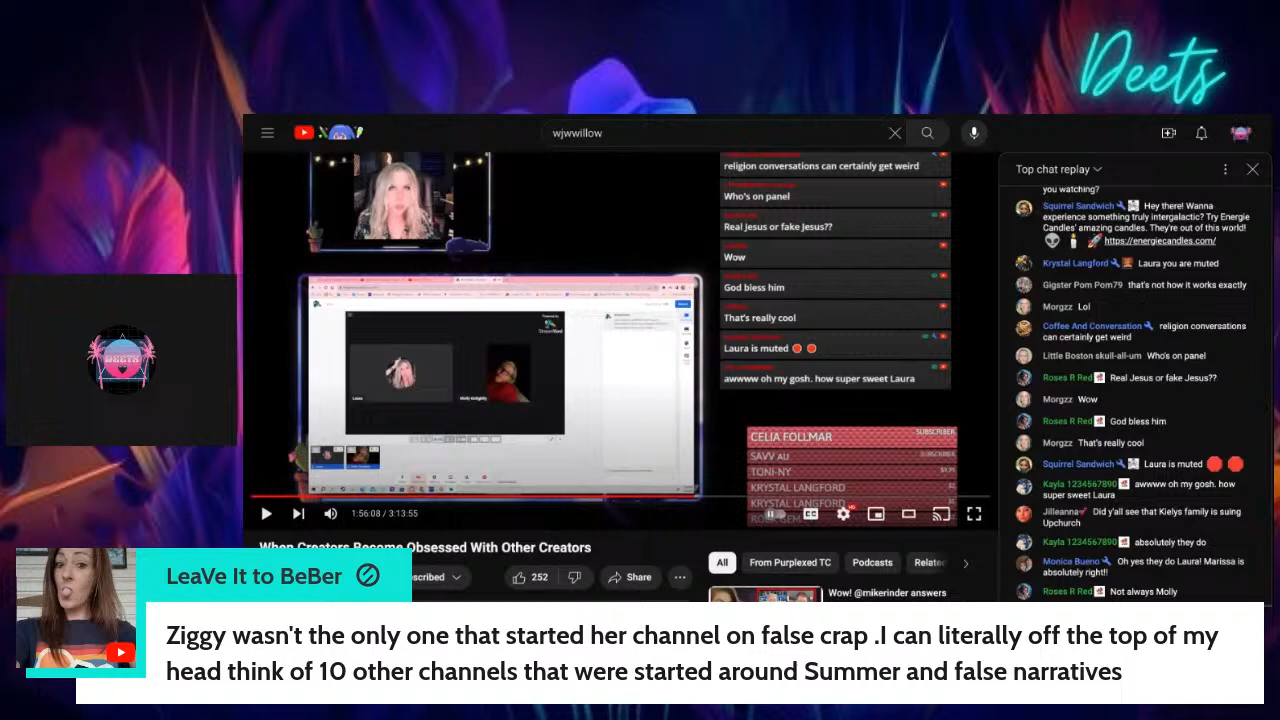 Deets
wjwwillow
religion conversations can certainly get weird
Who's on panel
Real Jesus or fake Jesus??
Wow
God bless him
That's really cool
Laura is muted
awwww oh my gosh. how super sweet Laura
CELIA FOLLMAR SUBSCRIBER
SAVV AU SUBSCRIBER
TONI-NY
KRYSTAL LANGFORD
KRYSTAL LANGFORD
Laura
Molly Golightly
DEETS
1:56:08 / 3:13:55
When Creators Become Obsessed With Other Creators
252
Share
All
From Purplexed TC
Podcasts
Wow! @mikerinder answers
Top chat replay
you watching?
Squirrel Sandwich Hey there! Wanna
experience something truly intergalactic? Try Energie
Candles' amazing candles. They're out of this world!
https://energiecandles.com/
Krystal Langford Laura you are muted
Gigster Pom Pom79 that's not how it works exactly
Morgzz Lol
Coffee And Conversation religion conversations
can certainly get weird
Little Boston skull-all-um Who's on panel
Roses R Red Real Jesus or fake Jesus??
Morgzz Wow
Roses R Red God bless him
Morgzz That's really cool
Squirrel Sandwich Laura is muted
Kayla 1234567890 awwww oh my gosh. how
super sweet Laura
Jilleanna Did y'all see that Kielys family is suing
Upchurch
Kayla 1234567890 absolutely they do
Monica Bueno Oh yes they do Laura! Marissa is
absolutely right!!
Roses R Red Not always Molly
LeaVe It to BeBer
Ziggy wasn't the only one that started her channel on false crap .I can literally off the top of my
head think of 10 other channels that were started around Summer and false narratives